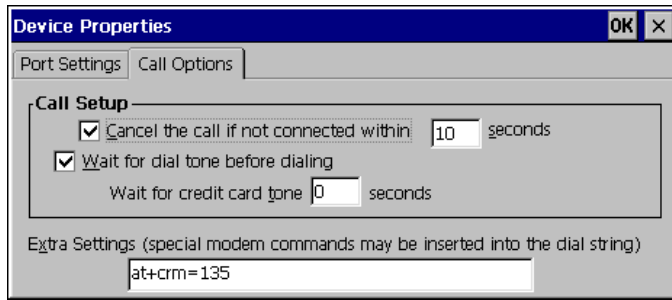 Device Properties OK ×
Port Settings Call Options
Call Setup
Cancel the call if not connected within 10 seconds
Wait for dial tone before dialing
Wait for credit card tone 0 seconds
Extra Settings (special modem commands may be inserted into the dial string)
at+crm=135